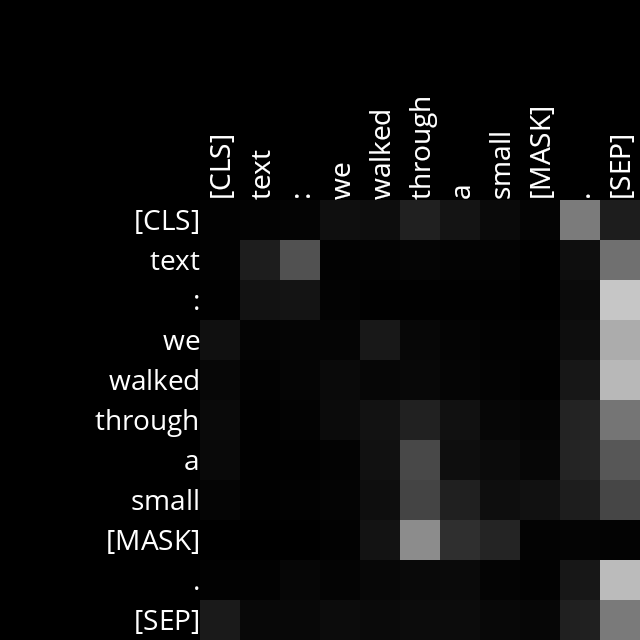 [CLS] text : we walked through a small [MASK] . [SEP]
[CLS]
text
:
we
walked
through
a
small
[MASK]
.
[SEP]